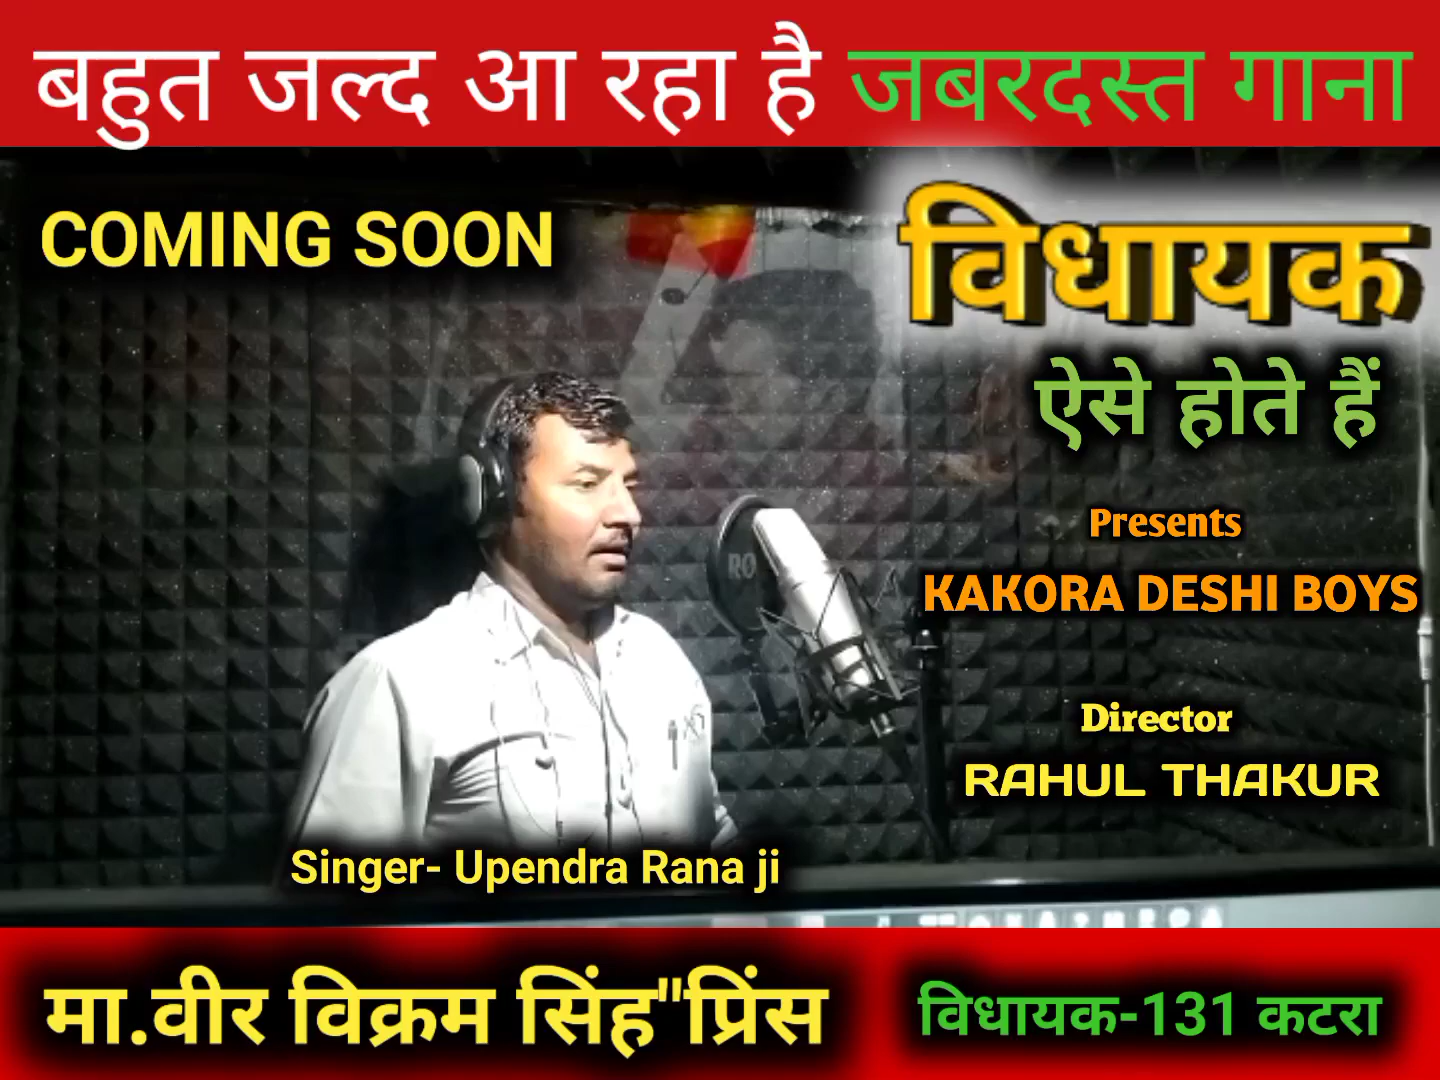 बहुत जल्द आ रहा है जबरदस्त गाना
COMING SOON
विधायक
ऐसे होते हैं
Presents
KAKORA DESHI BOYS
RO
Director
RAHUL THAKUR
Singer- Upendra Rana ji
मा.वीर विक्रम सिंह"प्रिंस
विधायक-131 कटरा